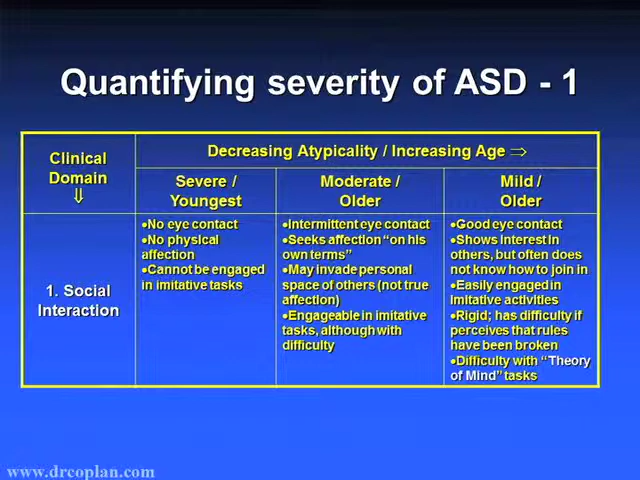 Quantifying severity of ASD - 1
Clinical
Domain
⇓
Decreasing Atypicality / Increasing Age ⇒
Severe /
Youngest
Moderate /
Older
Mild /
Older
1. Social
Interaction
•No eye contact
•No physical
affection
•Cannot be engaged
in imitative tasks
•Intermittent eye contact
•Seeks affection “on his
own terms”
•May invade personal
space of others (not true
affection)
•Engageable in imitative
tasks, although with
difficulty
•Good eye contact
•Shows interest in
others, but often does
not know how to join in
•Easily engaged in
imitative activities
•Rigid; has difficulty if
perceives that rules
have been broken
•Difficulty with “Theory
of Mind” tasks
www.drcoplan.com